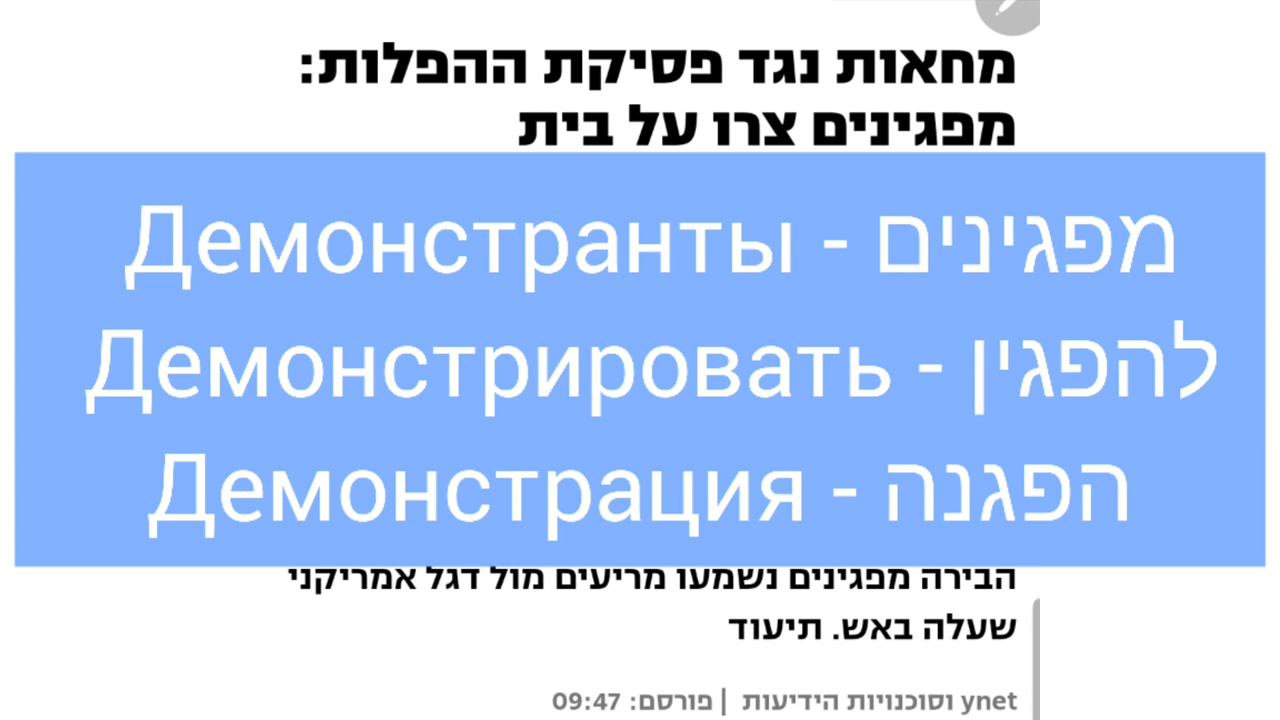 מחאות נגד פסיקת ההפלות:
מפגינים צרו על בית
Демонстранты - מפגינים
Демонстрировать - להפגין
Демонстрация - הפגנה
הבירה מפגינים נשמעו מריעים מול דגל אמריקני
שעלה באש. תיעוד
ynet וסוכנויות הידיעות | פורסם: 09:47